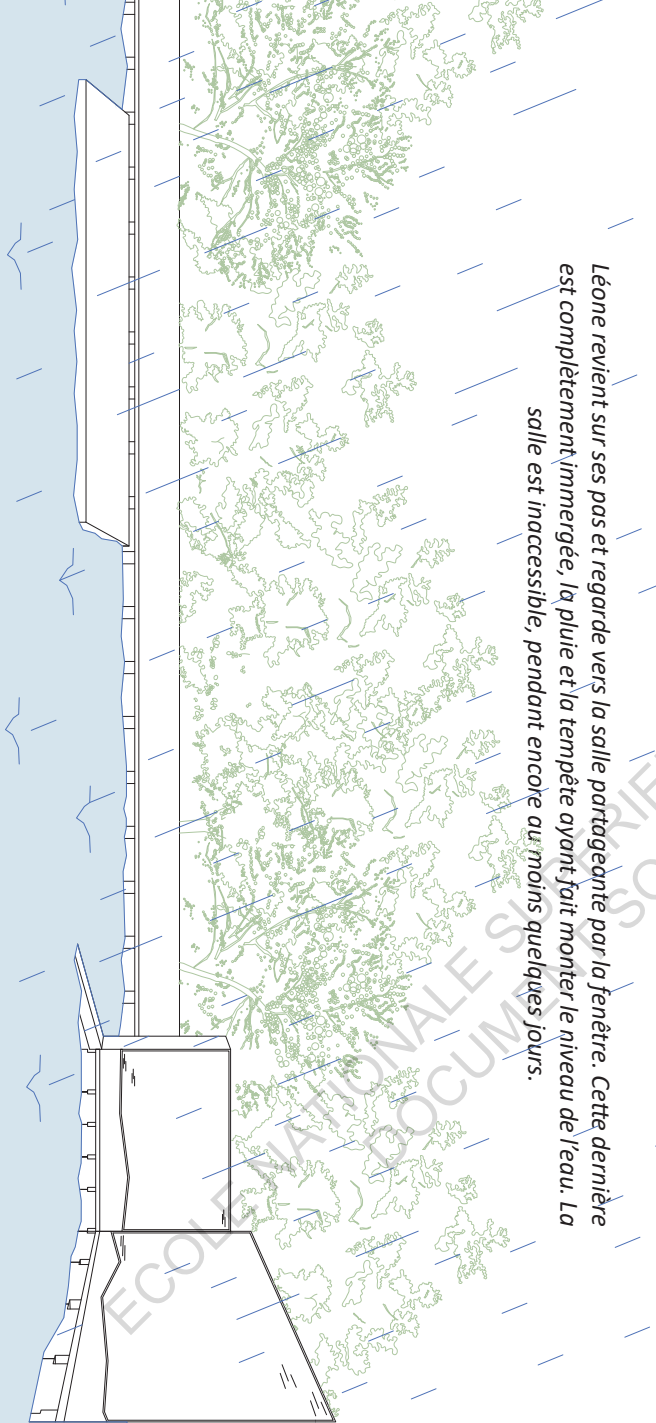 Léone revient sur ses pas et regarde vers la salle partageante par la fenêtre. Cette dernière
est complètement immergée, la pluie et la tempête ayant fait monter le niveau de l'eau. La
salle est inaccessible, pendant encore au moins quelques jours.
ECOLE NATIONALE SUPERIE
DOCUMENT SO